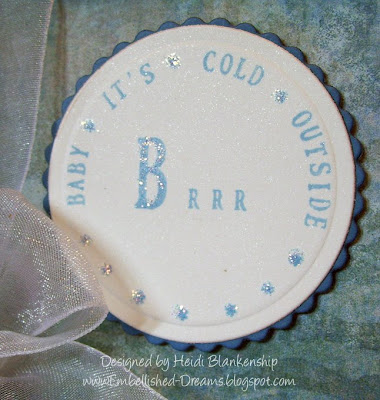 BABY IT'S COLD OUTSIDE
B RRR
Designed by Heidi Blankenship
www.Embellished-Dreams.blogspot.com